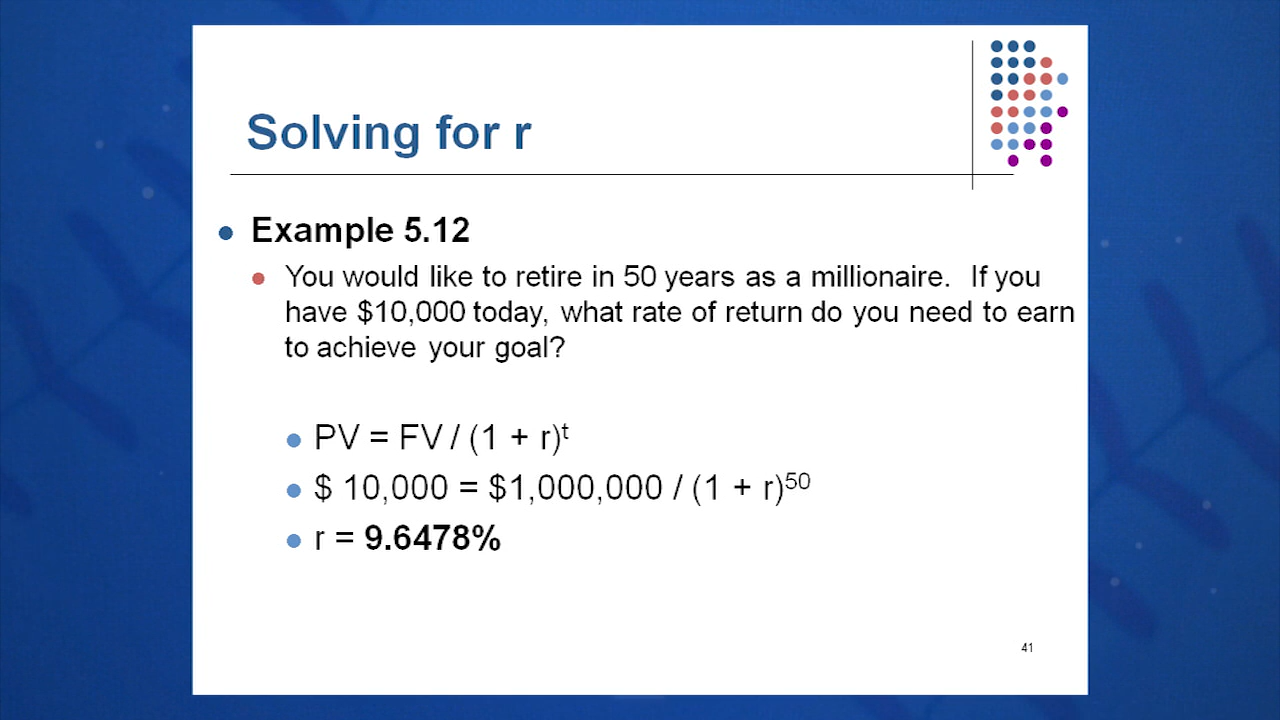 Solving for r
Example 5.12
You would like to retire in 50 years as a millionaire.  If you
have $10,000 today, what rate of return do you need to earn
to achieve your goal?
PV = FV / (1 + r)ᵗ
$ 10,000 = $1,000,000 / (1 + r)⁵⁰
r = 9.6478%
41